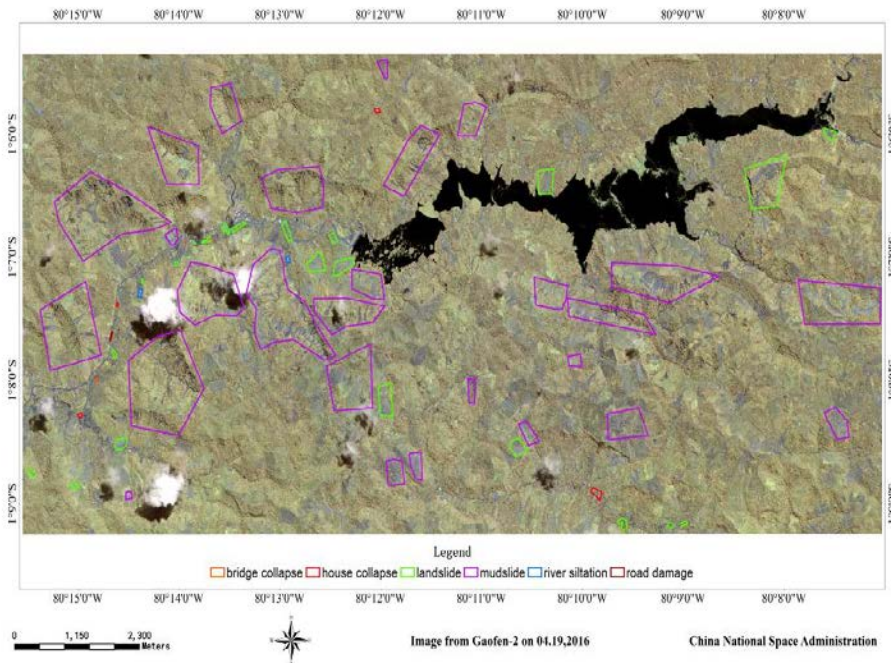 80°15'0"W 80°14'0"W 80°13'0"W 80°12'0"W 80°11'0"W 80°10'0"W 80°9'0"W 80°8'0"W
Legend
bridge collapse house collapse landslide mudslide river siltation road damage
80°15'0"W 80°14'0"W 80°13'0"W 80°12'0"W 80°11'0"W 80°10'0"W 80°9'0"W 80°8'0"W
0 1,150 2,300
Meters
Image from Gaofen-2 on 04.19,2016
China National Space Administration